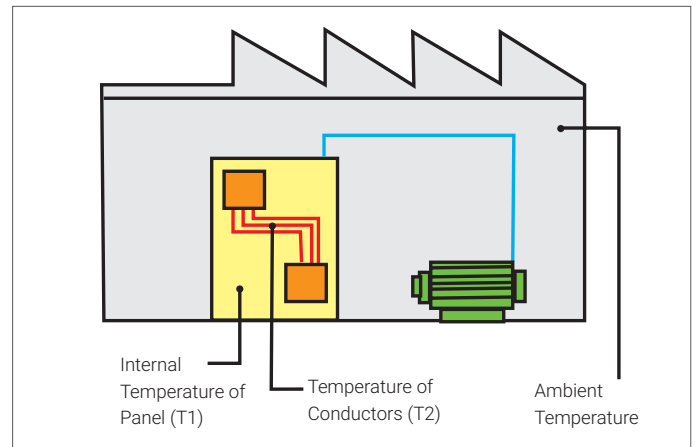 Internal
Temperature of
Panel (T1)
Temperature of
Conductors (T2)
Ambient
Temperature